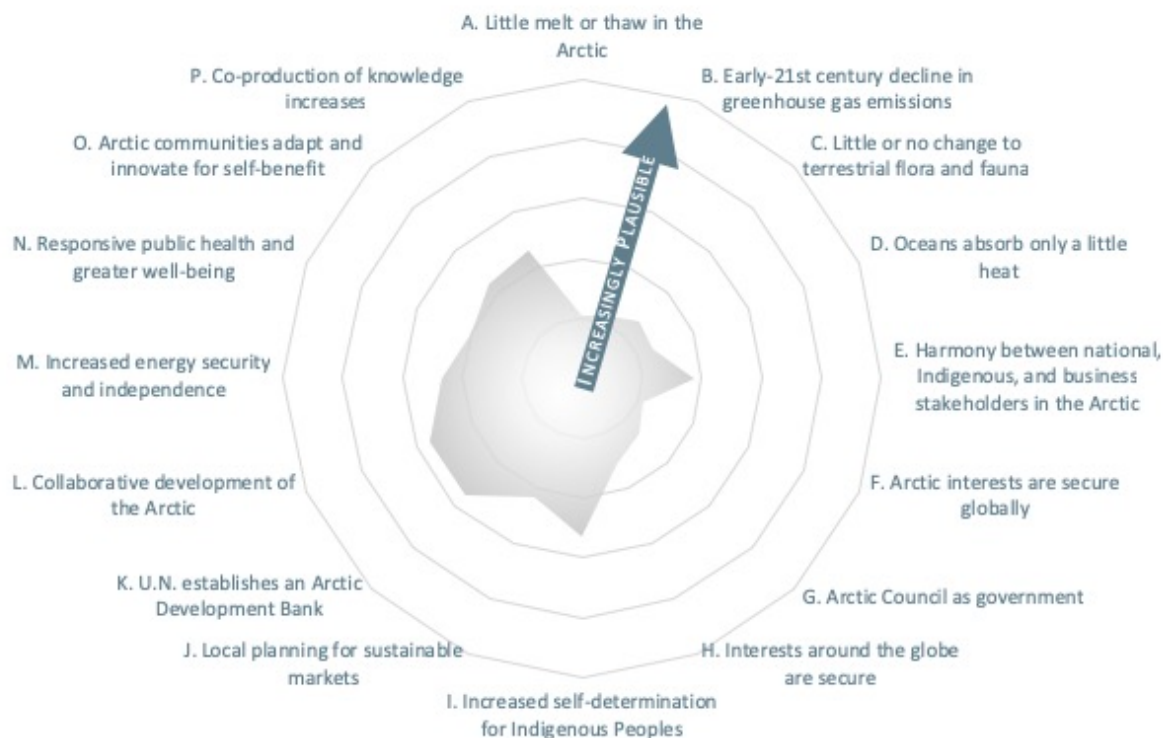 A. Little melt or thaw in the
Arctic
B. Early-21st century decline in
greenhouse gas emissions
C. Little or no change to
terrestrial flora and fauna
D. Oceans absorb only a little
heat
E. Harmony between national,
Indigenous, and business
stakeholders in the Arctic
F. Arctic interests are secure
globally
G. Arctic Council as government
H. Interests around the globe
are secure
I. Increased self-determination
for Indigenous Peoples
J. Local planning for sustainable
markets
K. U.N. establishes an Arctic
Development Bank
L. Collaborative development of
the Arctic
M. Increased energy security
and independence
N. Responsive public health and
greater well-being
O. Arctic communities adapt and
innovate for self-benefit
P. Co-production of knowledge
increases
INCREASINGLY PLAUSIBLE